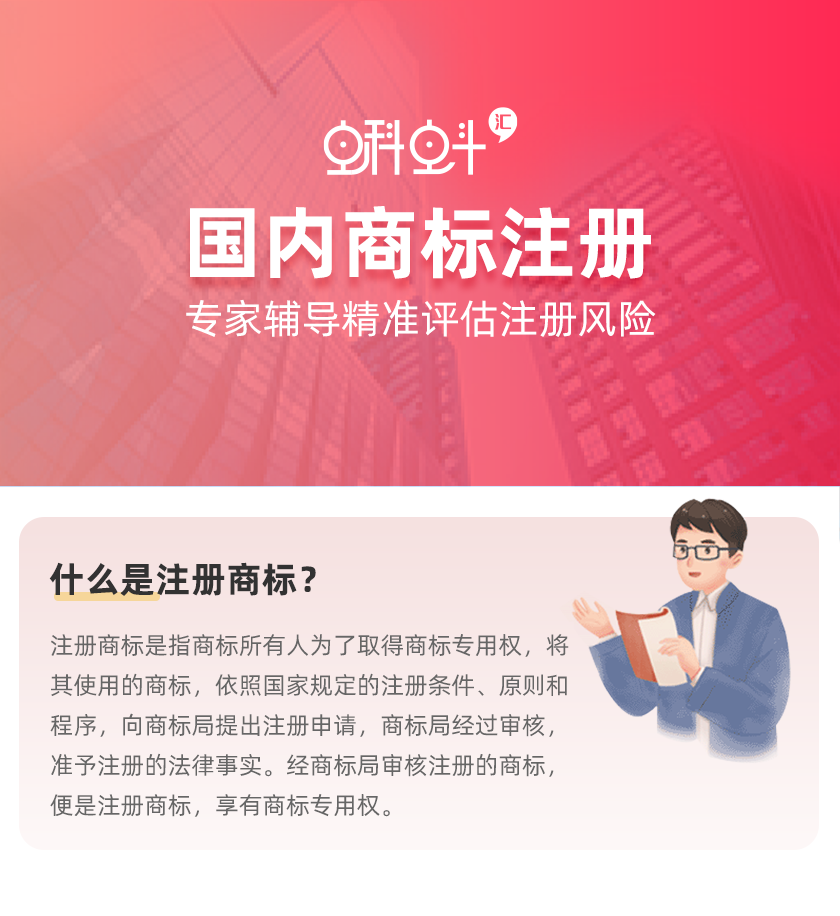 蝌蚪汇
国内商标注册
专家辅导精准评估注册风险
什么是注册商标？
注册商标是指商标所有人为了取得商标专用权，将
其使用的商标，依照国家规定的注册条件、原则和
程序，向商标局提出注册申请，商标局经过审核，
准予注册的法律事实。经商标局审核注册的商标，
便是注册商标，享有商标专用权。